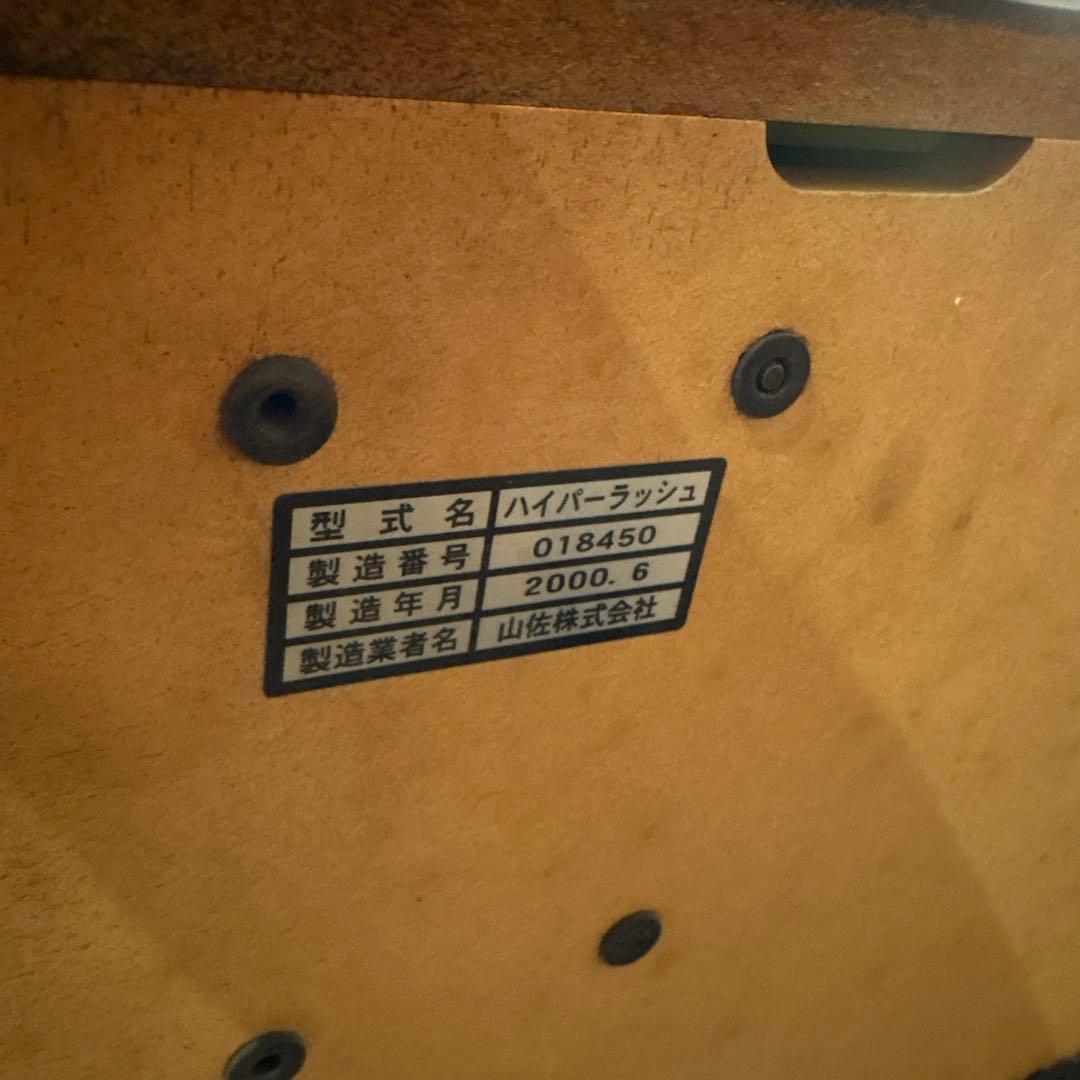 型式名 ハイパーラッシュ
製造番号 018450
製造年月 2000. 6
製造業者名 山佐株式会社